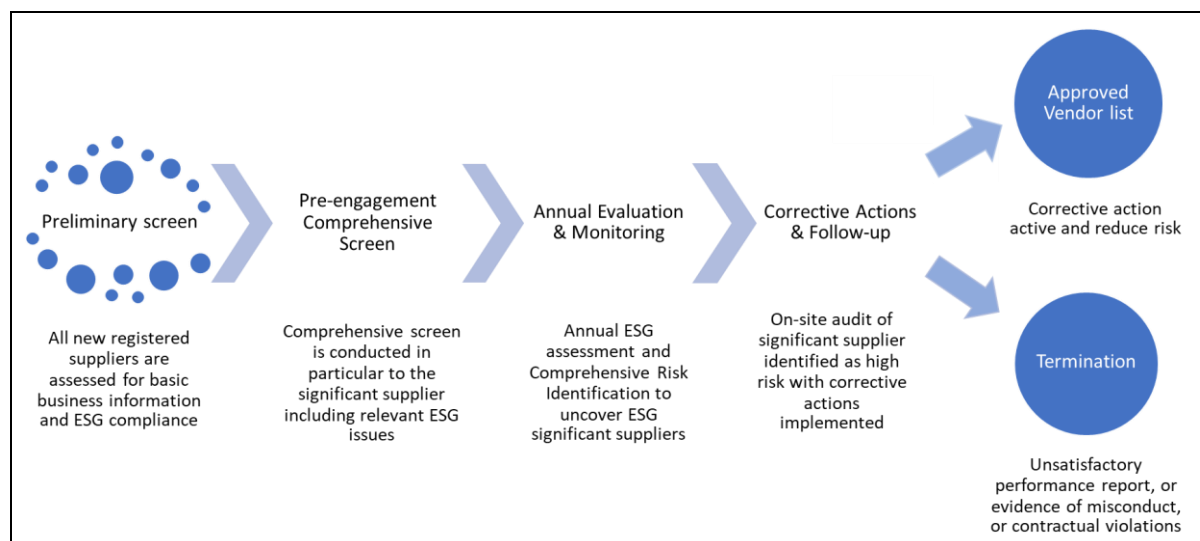 Preliminary screen
All new registered
suppliers are
assessed for basic
business information
and ESG compliance
Pre-engagement
Comprehensive
Screen
Comprehensive screen
is conducted in
particular to the
significant supplier
including relevant ESG
issues
Annual Evaluation
& Monitoring
Annual ESG
assessment and
Comprehensive Risk
Identification to
uncover ESG
significant suppliers
Corrective Actions
& Follow-up
On-site audit of
significant supplier
identified as high
risk with corrective
actions
implemented
Approved
Vendor list
Corrective action
active and reduce risk
Termination
Unsatisfactory
performance report, or
evidence of misconduct,
or contractual violations